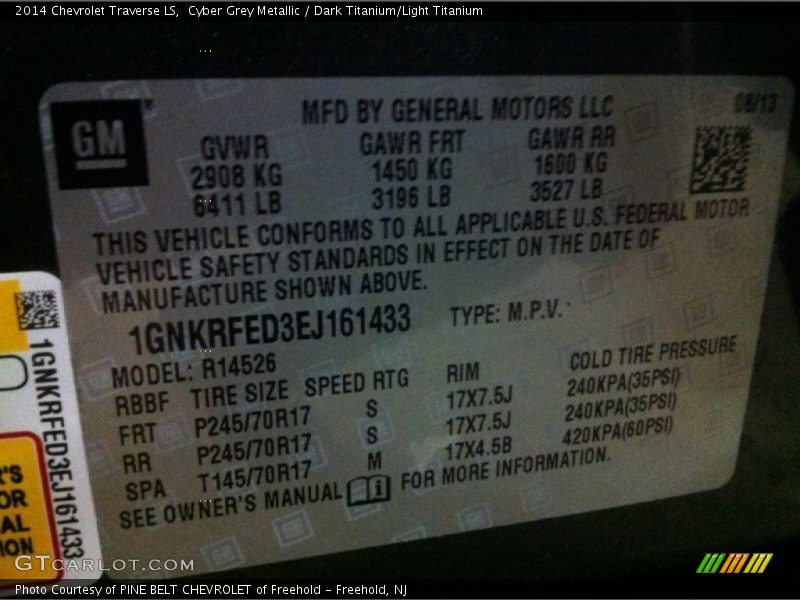 2014 Chevrolet Traverse LS,  Cyber Grey Metallic / Dark Titanium/Light Titanium
GM
MFD BY GENERAL MOTORS LLC
08/13
GVWR GAWR FRT GAWR RR
2908 KG 1450 KG 1600 KG
6411 LB 3196 LB 3527 LB
THIS VEHICLE CONFORMS TO ALL APPLICABLE U.S. FEDERAL MOTOR
VEHICLE SAFETY STANDARDS IN EFFECT ON THE DATE OF
MANUFACTURE SHOWN ABOVE.
1GNKRFED3EJ161433 TYPE: M.P.V.
MODEL: R14526
RBBF TIRE SIZE SPEED RTG RIM COLD TIRE PRESSURE
FRT P245/70R17 S 17X7.5J 240KPA(35PSI)
RR P245/70R17 S 17X7.5J 240KPA(35PSI)
SPA T145/70R17 M 17X4.5B 420KPA(60PSI)
SEE OWNER'S MANUAL FOR MORE INFORMATION.
1GNKRFED3EJ161433
R'S
OR
AL
ION
GTcarlot.com
Photo Courtesy of PINE BELT CHEVROLET of Freehold - Freehold, NJ